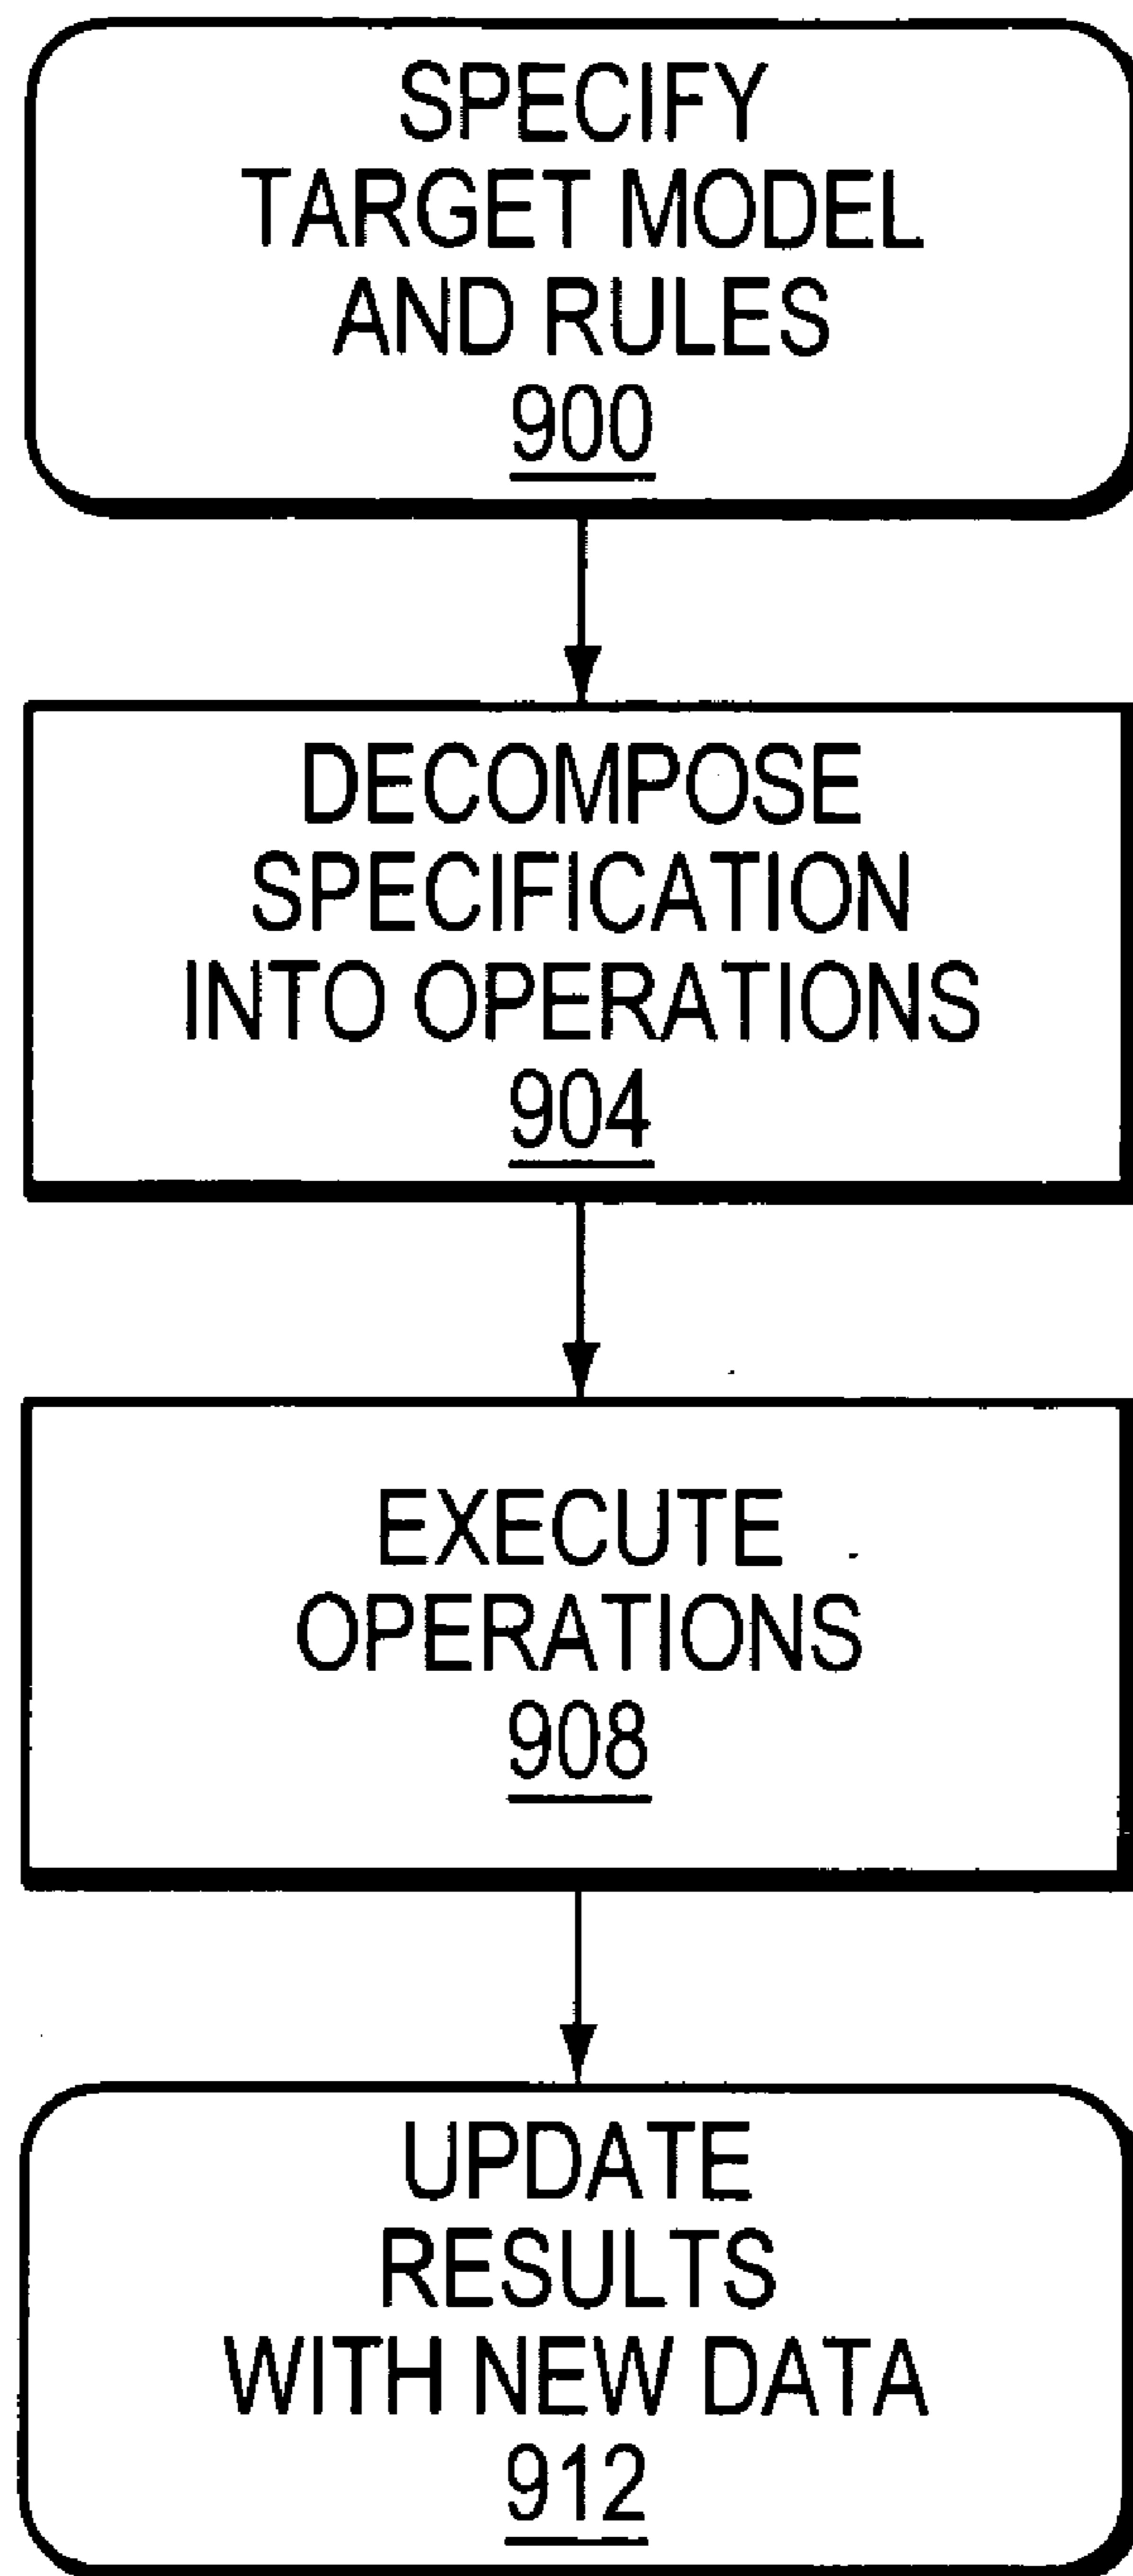 SPECIFY
TARGET MODEL
AND RULES
900
DECOMPOSE
SPECIFICATION
INTO OPERATIONS
904
EXECUTE
OPERATIONS
908
UPDATE
RESULTS
WITH NEW DATA
912